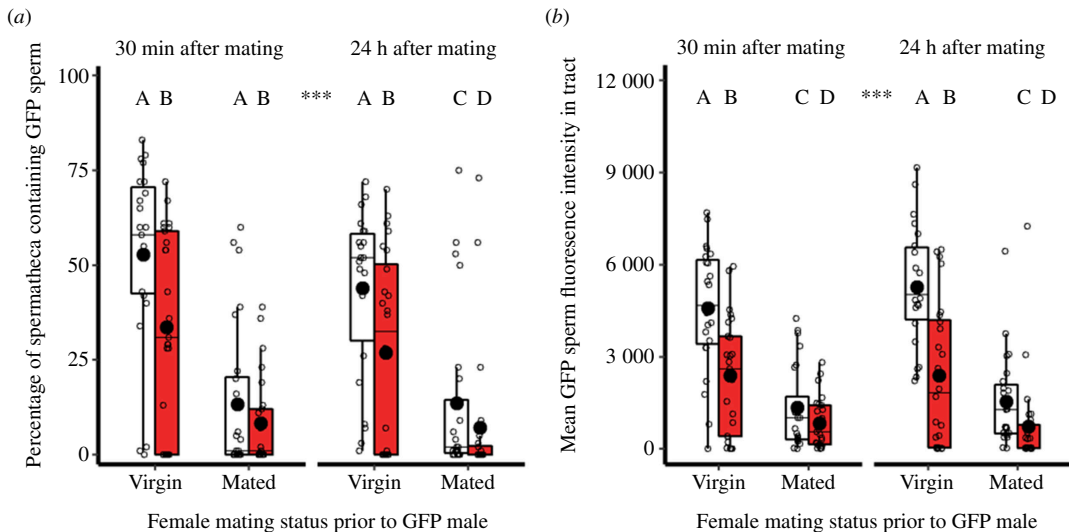 (a)
30 min after mating 24 h after mating
Percentage of spermatheca containing GFP sperm
100
75
50
25
0
A B A B *** A B C D
Virgin Mated Virgin Mated
Female mating status prior to GFP male
(b)
30 min after mating 24 h after mating
Mean GFP sperm fluoresence intensity in tract
12 000
9 000
6 000
3 000
0
A B C D *** A B C D
Virgin Mated Virgin Mated
Female mating status prior to GFP male